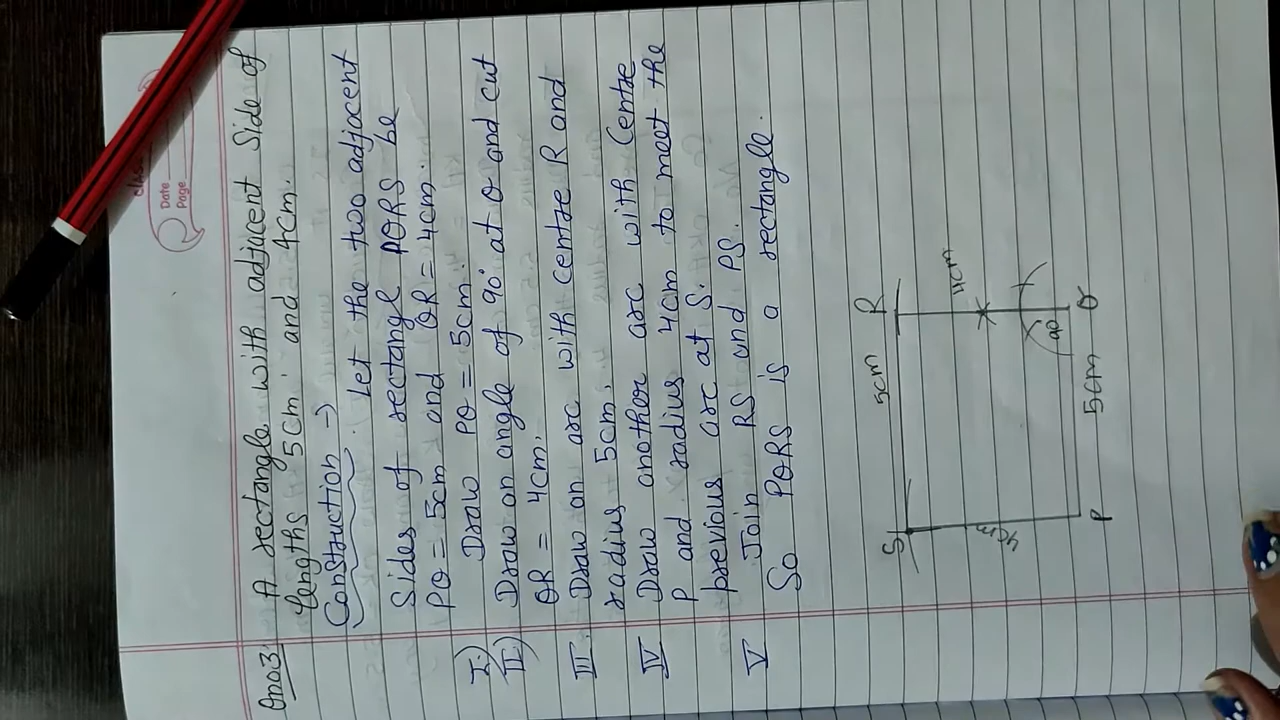 class
Date
Page
Qno3. A rectangle with adjacent side of
lengths 5cm and 4cm.
Construction →
Let the two adjacent
Sides of rectangle PQRS be
PQ = 5cm and QR = 4cm.
I.) Draw PQ = 5cm.
II.) Draw an angle of 90° at Q and cut
QR = 4cm.
III. Draw an arc with centre R and
radius 5cm.
IV Draw another arc with Centre
P and radius 4cm to meet the
previous arc at S.
V Join RS and PS.
So PQRS is a rectangle.
S 5cm R
4cm 4cm
90
P 5cm Q